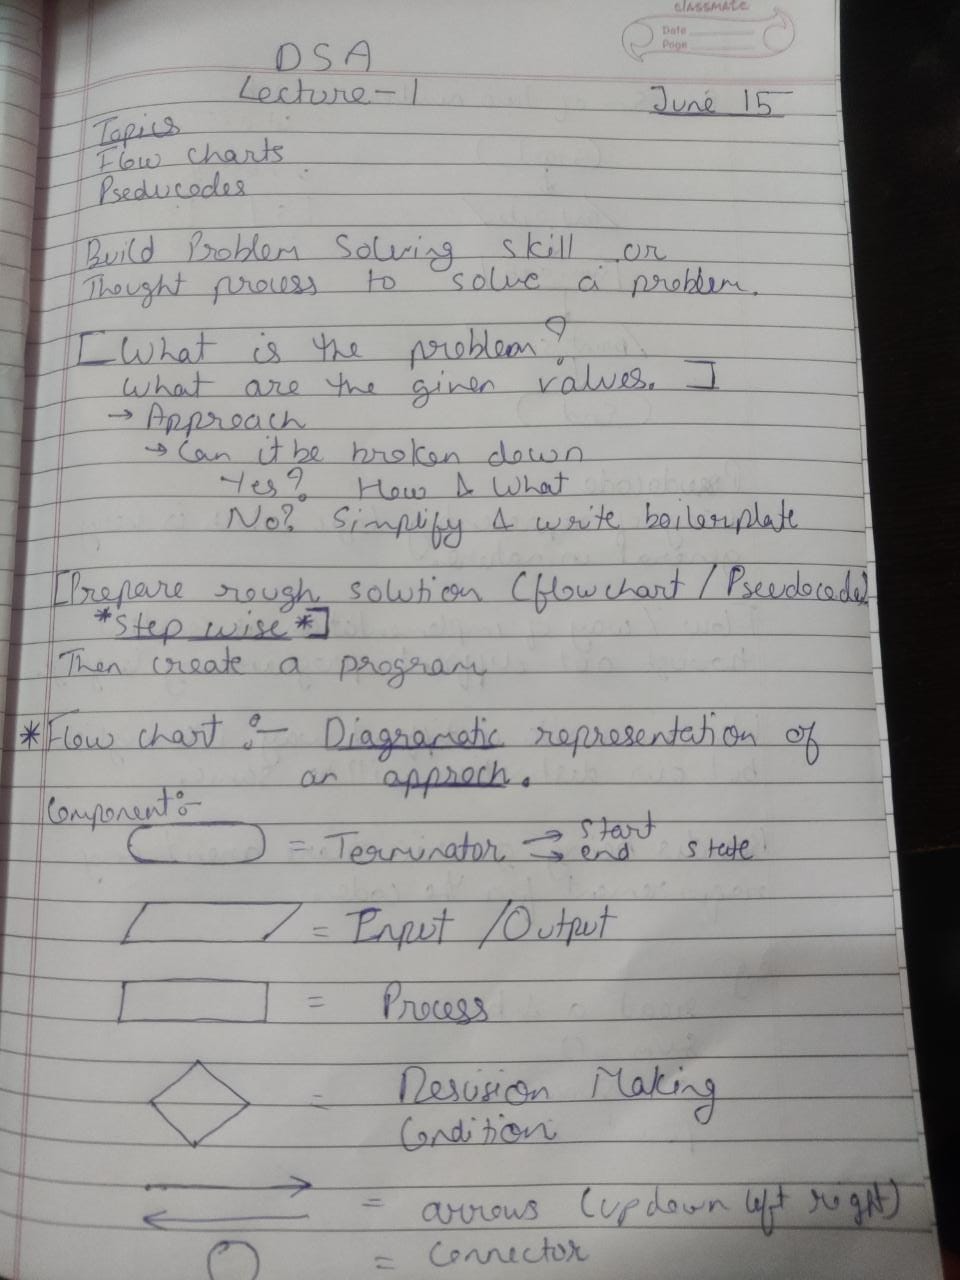 classmate
Date
Page
DSA
Lecture-1
June 15
Topics
Flow charts
Pseducodes
Build Problem Solving skill or
Thought process to solve a problem.
[What is the problem?
What are the given values.]
→ Approach
→ Can it be broken down
Yes? How & What
No? Simplify & write boilerplate
[Prepare rough solution (flowchart / Pseudocode)
*Step wise*]
Then create a program
*Flow chart :- Diagramatic representation of
an approch.
Component:-
= Terminator → start
→ end state
= Input / Output
= Process
= Descision Making
Condition
= arrows (up down left right)
= Connector